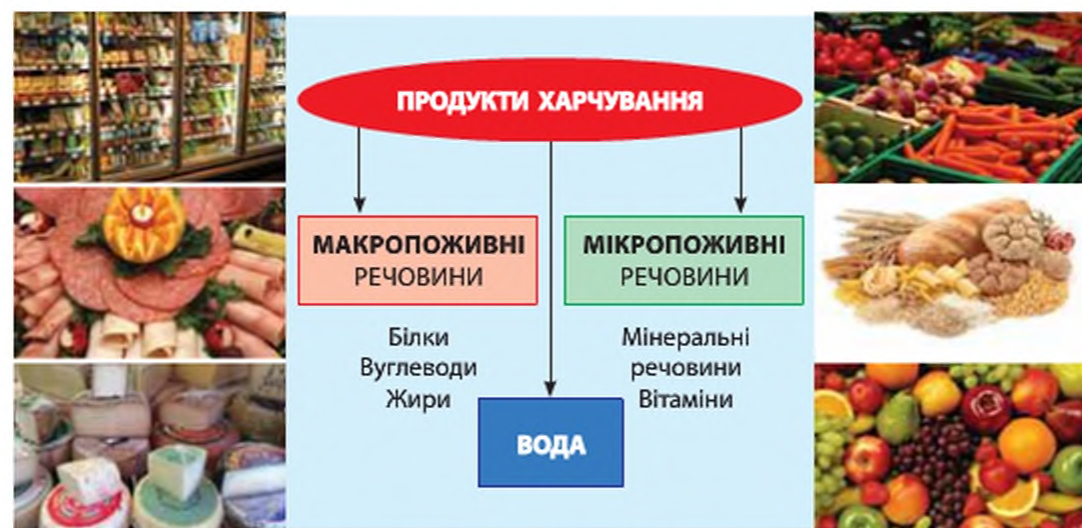 ПРОДУКТИ ХАРЧУВАННЯ
МАКРОПОЖИВНІ
РЕЧОВИНИ
МІКРОПОЖИВНІ
РЕЧОВИНИ
Білки
Вуглеводи
Жири
Мінеральні
речовини
Вітаміни
ВОДА